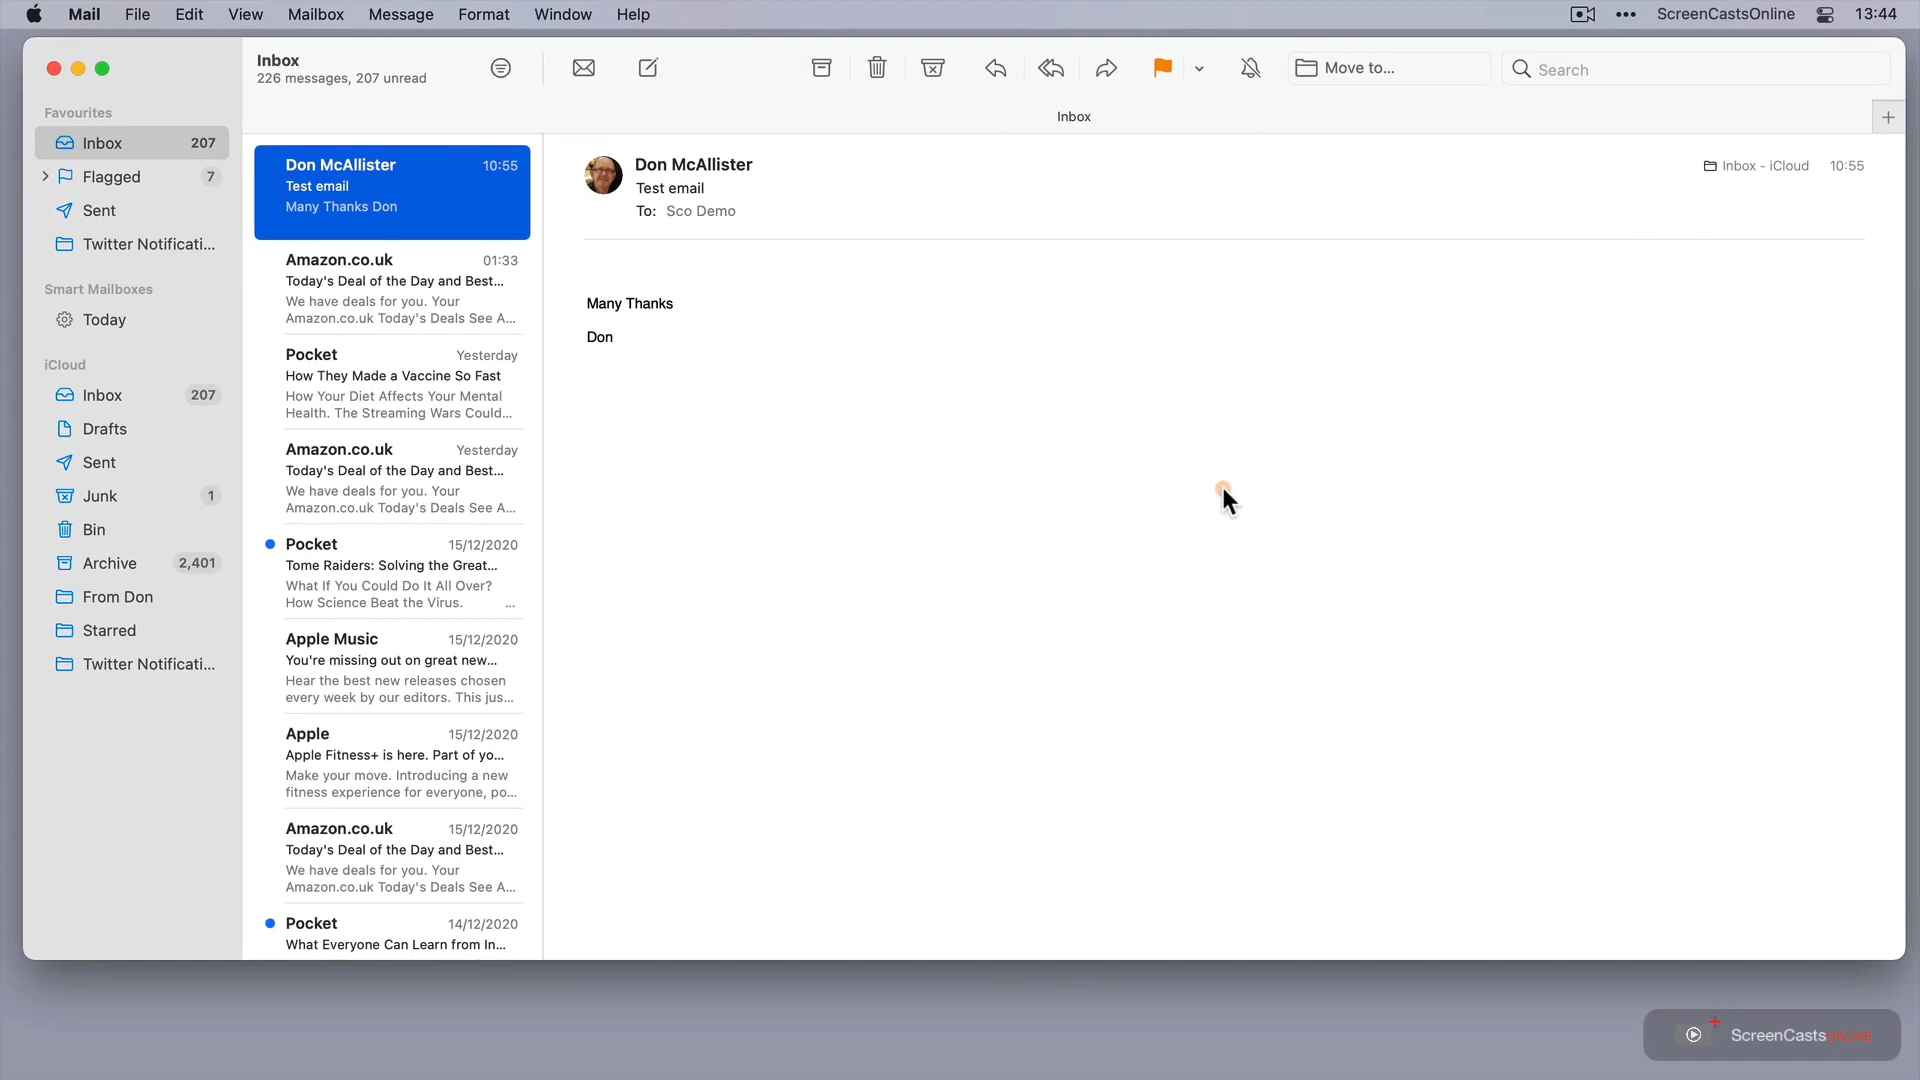 Mail File Edit View Mailbox Message Format Window Help ScreenCastsOnline 13:44
Inbox
226 messages, 207 unread
Move to...
Search
Inbox
Favourites
Inbox 207
Flagged 7
Sent
Twitter Notificati...
Smart Mailboxes
Today
iCloud
Inbox 207
Drafts
Sent
Junk 1
Bin
Archive 2,401
From Don
Starred
Twitter Notificati...
Don McAllister 10:55
Test email
Many Thanks Don
Amazon.co.uk 01:33
Today's Deal of the Day and Best...
We have deals for you. Your
Amazon.co.uk Today's Deals See A...
Pocket Yesterday
How They Made a Vaccine So Fast
How Your Diet Affects Your Mental
Health. The Streaming Wars Could...
Amazon.co.uk Yesterday
Today's Deal of the Day and Best...
We have deals for you. Your
Amazon.co.uk Today's Deals See A...
Pocket 15/12/2020
Tome Raiders: Solving the Great...
What If You Could Do It All Over?
How Science Beat the Virus. ...
Apple Music 15/12/2020
You're missing out on great new...
Hear the best new releases chosen
every week by our editors. This jus...
Apple 15/12/2020
Apple Fitness+ is here. Part of yo...
Make your move. Introducing a new
fitness experience for everyone, po...
Amazon.co.uk 15/12/2020
Today's Deal of the Day and Best...
We have deals for you. Your
Amazon.co.uk Today's Deals See A...
Pocket 14/12/2020
What Everyone Can Learn from In...
Don McAllister Inbox - iCloud 10:55
Test email
To: Sco Demo
Many Thanks
Don
ScreenCastsONLINE